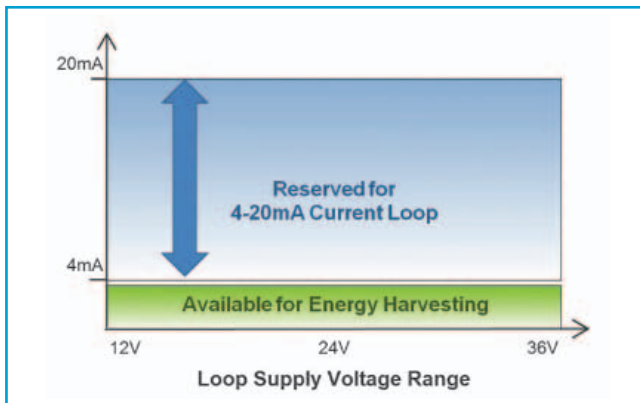 20mA
Reserved for
4-20mA Current Loop
4mA
Available for Energy Harvesting
12V 24V 36V
Loop Supply Voltage Range